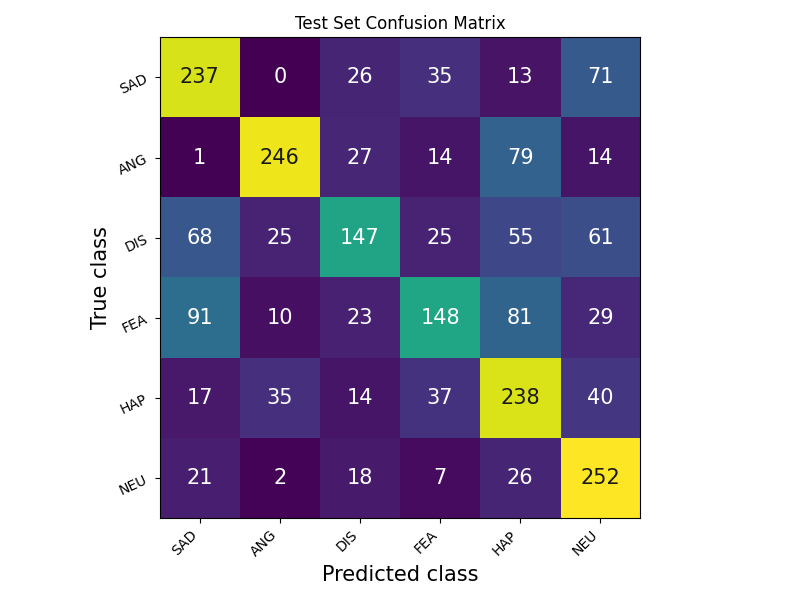 Test Set Confusion Matrix
True class
SAD 237 0 26 35 13 71
ANG 1 246 27 14 79 14
DIS 68 25 147 25 55 61
FEA 91 10 23 148 81 29
HAP 17 35 14 37 238 40
NEU 21 2 18 7 26 252
SAD ANG DIS FEA HAP NEU
Predicted class